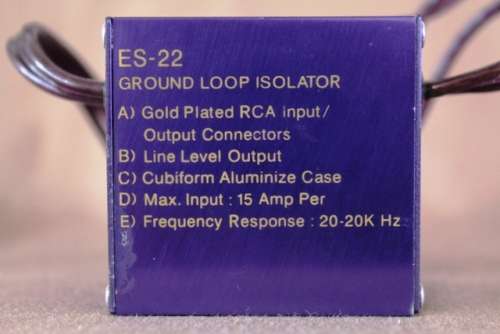 ES-22
GROUND LOOP ISOLATOR
A) Gold Plated RCA input/
Output Connectors
B) Line Level Output
C) Cubiform Aluminize Case
D) Max. Input : 15 Amp Per
E) Frequency Response : 20-20K Hz